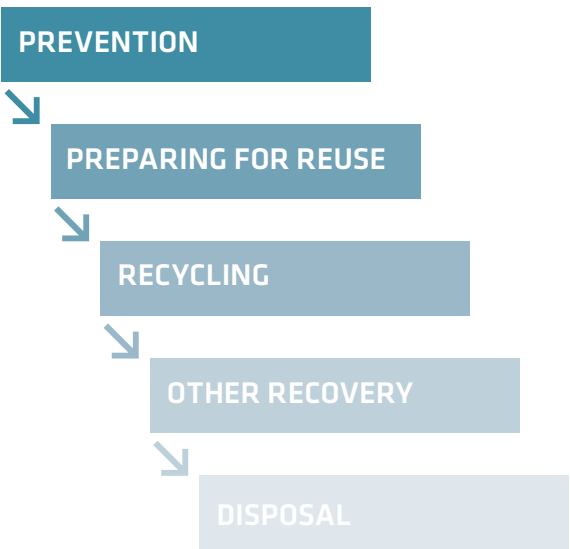 PREVENTION
PREPARING FOR REUSE
RECYCLING
OTHER RECOVERY
DISPOSAL